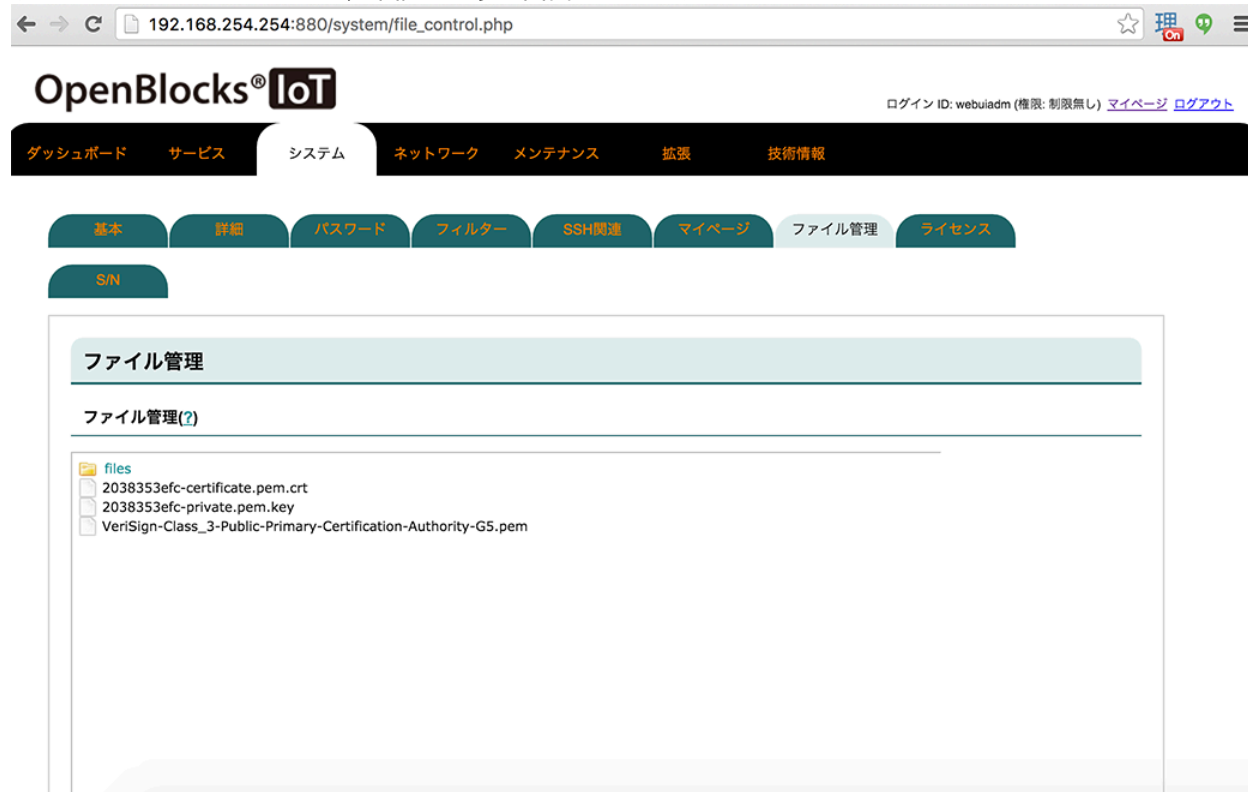 192.168.254.254:880/system/file_control.php
理
On
OpenBlocks® IoT
ログイン ID: webuiadm (権限: 制限無し) マイページ ログアウト
ダッシュボード サービス システム ネットワーク メンテナンス 拡張 技術情報
基本 詳細 パスワード フィルター SSH関連 マイページ ファイル管理 ライセンス
S/N
ファイル管理
ファイル管理(?)
files
2038353efc-certificate.pem.crt
2038353efc-private.pem.key
VeriSign-Class_3-Public-Primary-Certification-Authority-G5.pem